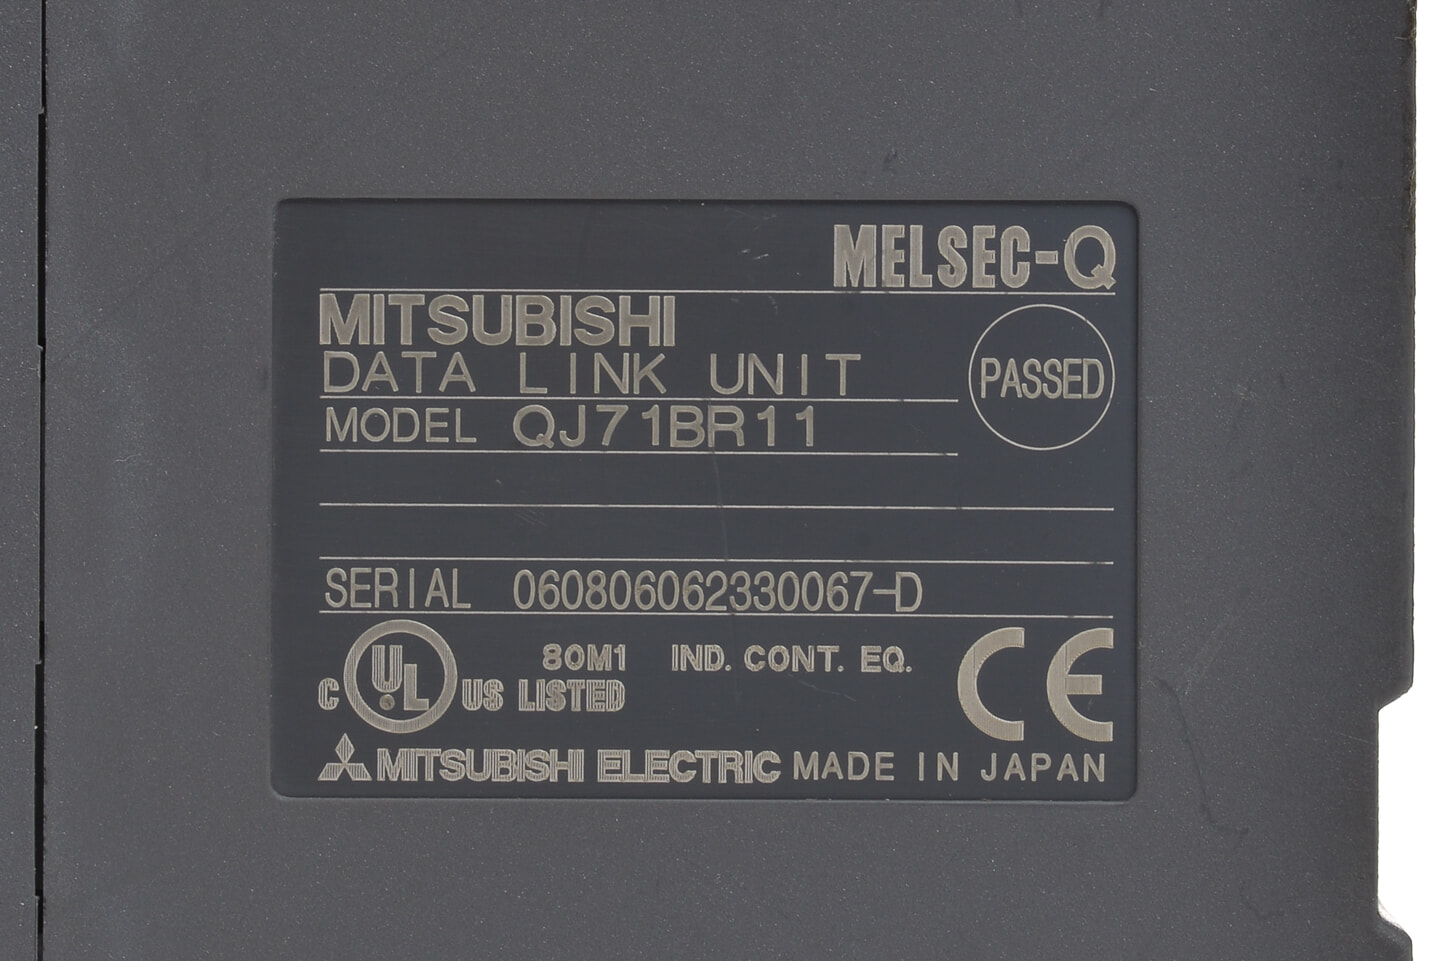 MELSEC-Q
MITSUBISHI
DATA LINK UNIT
PASSED
MODEL QJ71BR11
SERIAL 060806062330067-D
C UL US LISTED 80M1 IND. CONT. EQ.
CE
MITSUBISHI ELECTRIC MADE IN JAPAN